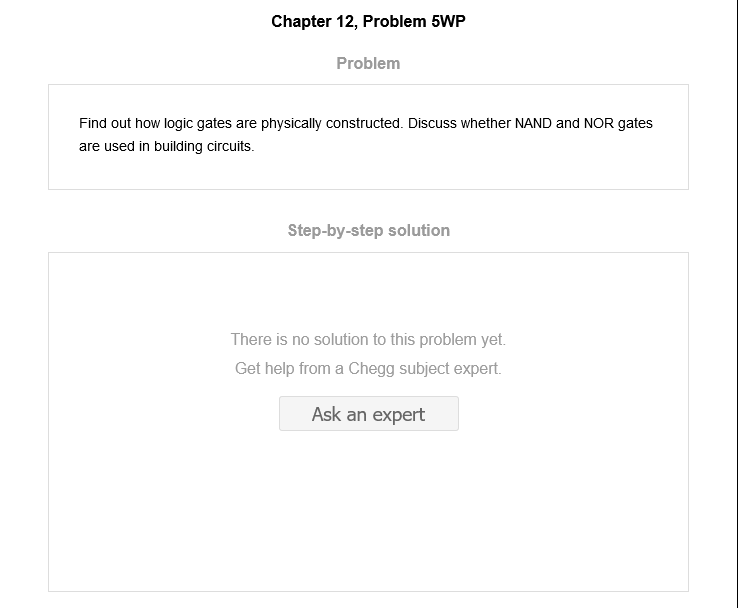 Chapter 12, Problem 5WP
Problem
Find out how logic gates are physically constructed. Discuss whether NAND and NOR gates
are used in building circuits.
Step-by-step solution
There is no solution to this problem yet.
Get help from a Chegg subject expert.
Ask an expert